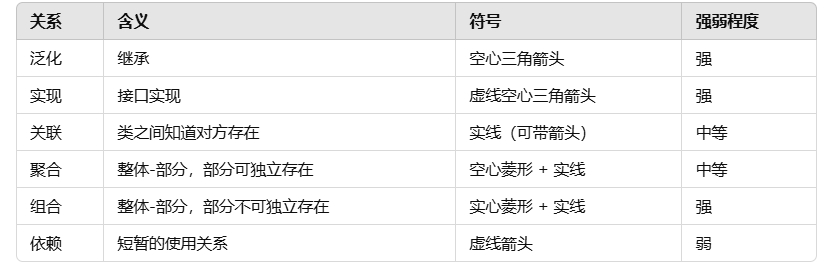 关系 含义 符号 强弱程度
泛化 继承 空心三角箭头 强
实现 接口实现 虚线空心三角箭头 强
关联 类之间知道对方存在 实线（可带箭头） 中等
聚合 整体-部分，部分可独立存在 空心菱形 + 实线 中等
组合 整体-部分，部分不可独立存在 实心菱形 + 实线 强
依赖 短暂的使用关系 虚线箭头 弱